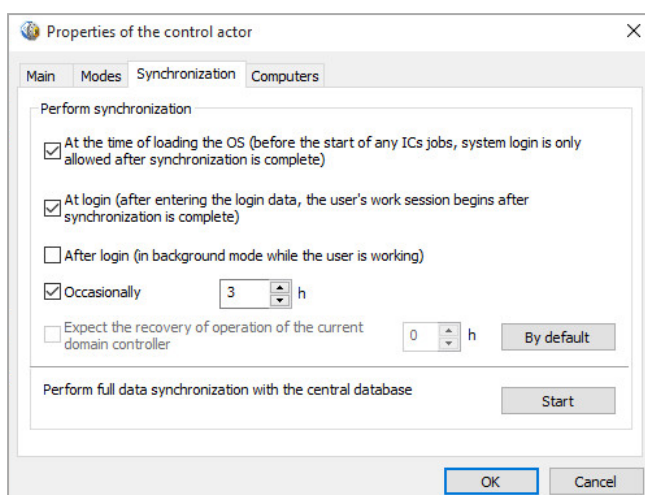 Properties of the control actor
Main Modes Synchronization Computers
Perform synchronization
At the time of loading the OS (before the start of any ICs jobs, system login is only
allowed after synchronization is complete)
At login (after entering the login data, the user's work session begins after
synchronization is complete)
After login (in background mode while the user is working)
Occasionally 3 h
Expect the recovery of operation of the current
domain controller 0 h By default
Perform full data synchronization with the central database Start
OK Cancel